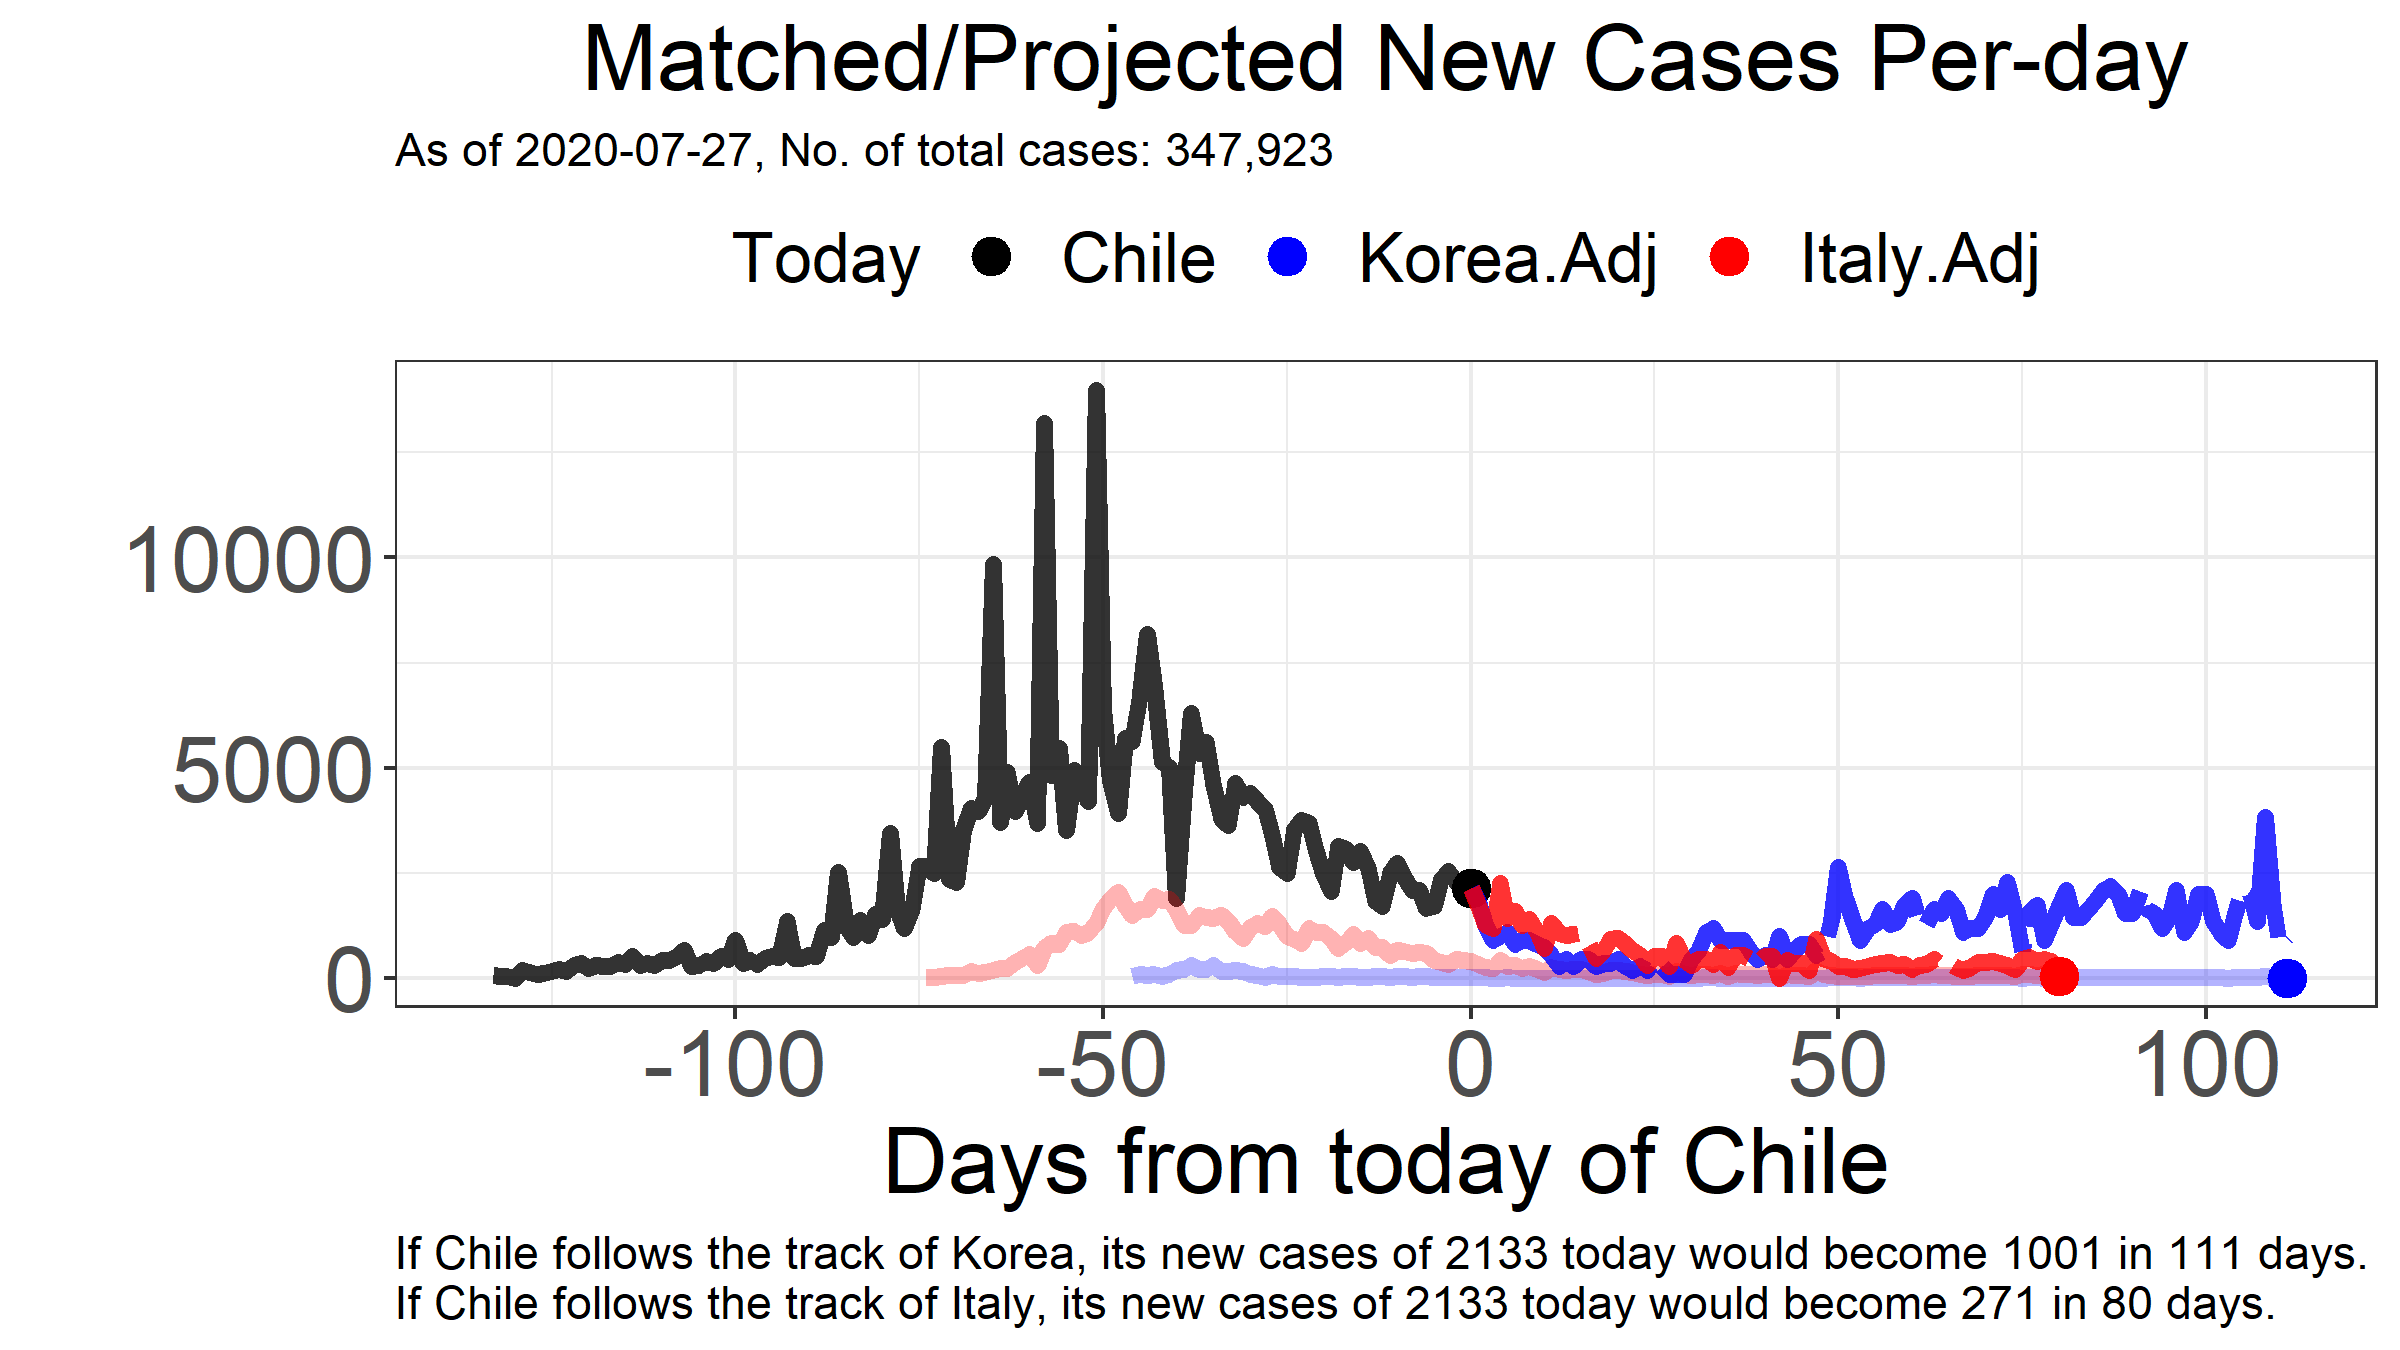 Matched/Projected New Cases Per-day
As of 2020-07-27, No. of total cases: 347,923
Today Chile Korea.Adj Italy.Adj
10000
5000
0
-100 -50 0 50 100
Days from today of Chile
If Chile follows the track of Korea, its new cases of 2133 today would become 1001 in 111 days.
If Chile follows the track of Italy, its new cases of 2133 today would become 271 in 80 days.